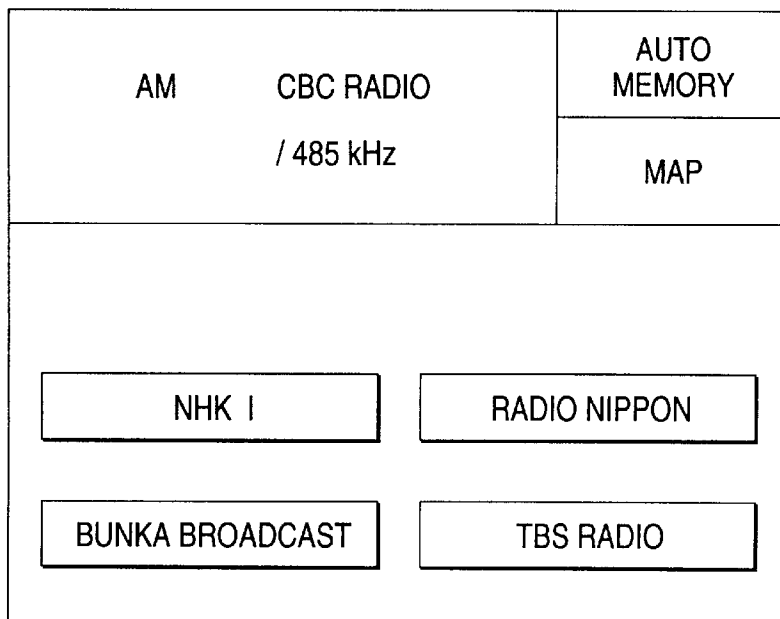 AM CBC RADIO
/ 485 kHz
AUTO
MEMORY
MAP
NHK I
RADIO NIPPON
BUNKA BROADCAST
TBS RADIO